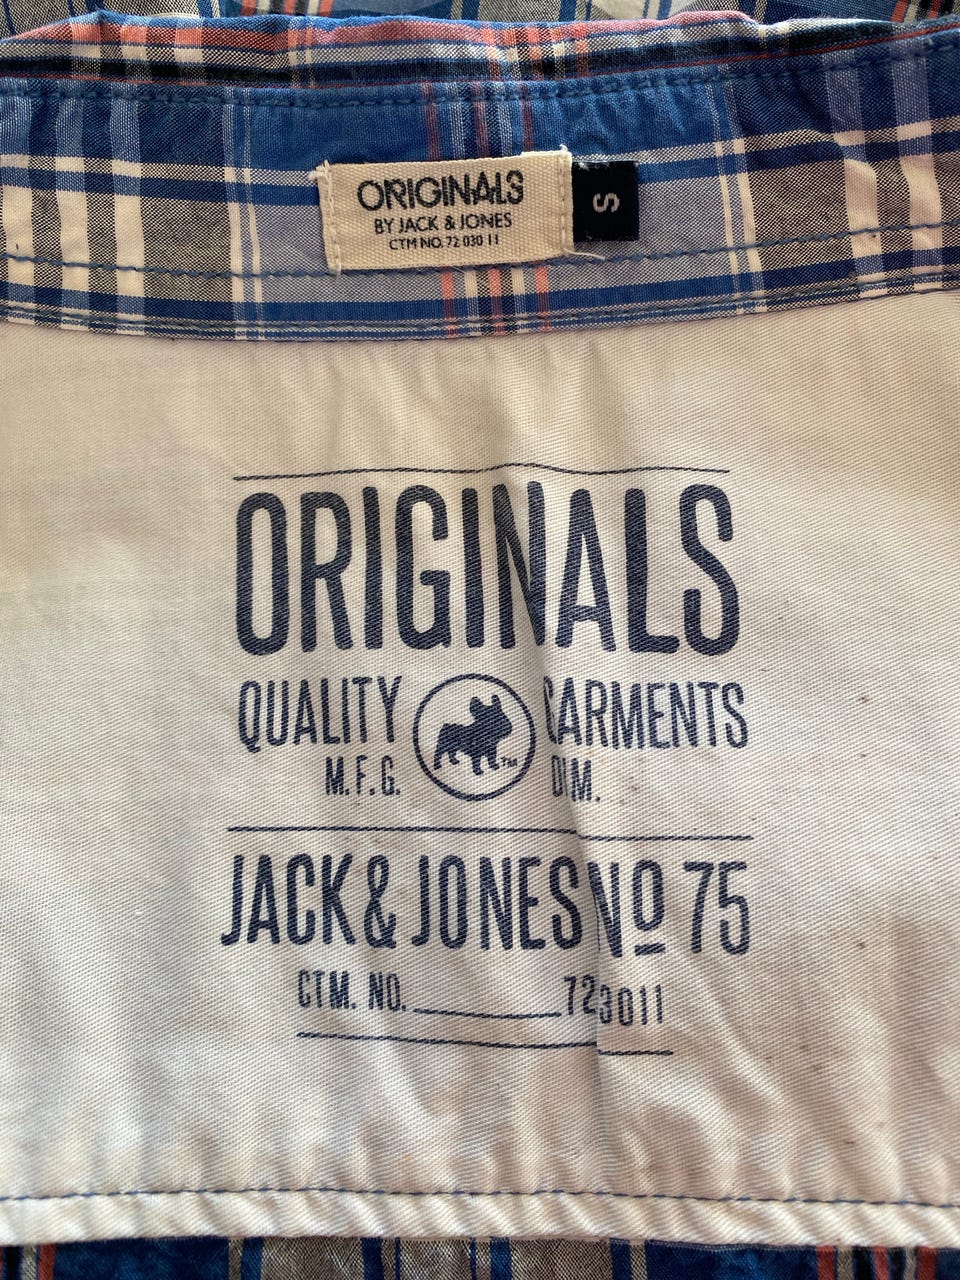 ORIGINALS
BY JACK & JONES
CTM NO. 72 030 11
S
ORIGINALS
QUALITY GARMENTS
M.F.G.
TM
JACK & JONES Nº 75
CTM. NO. 723011